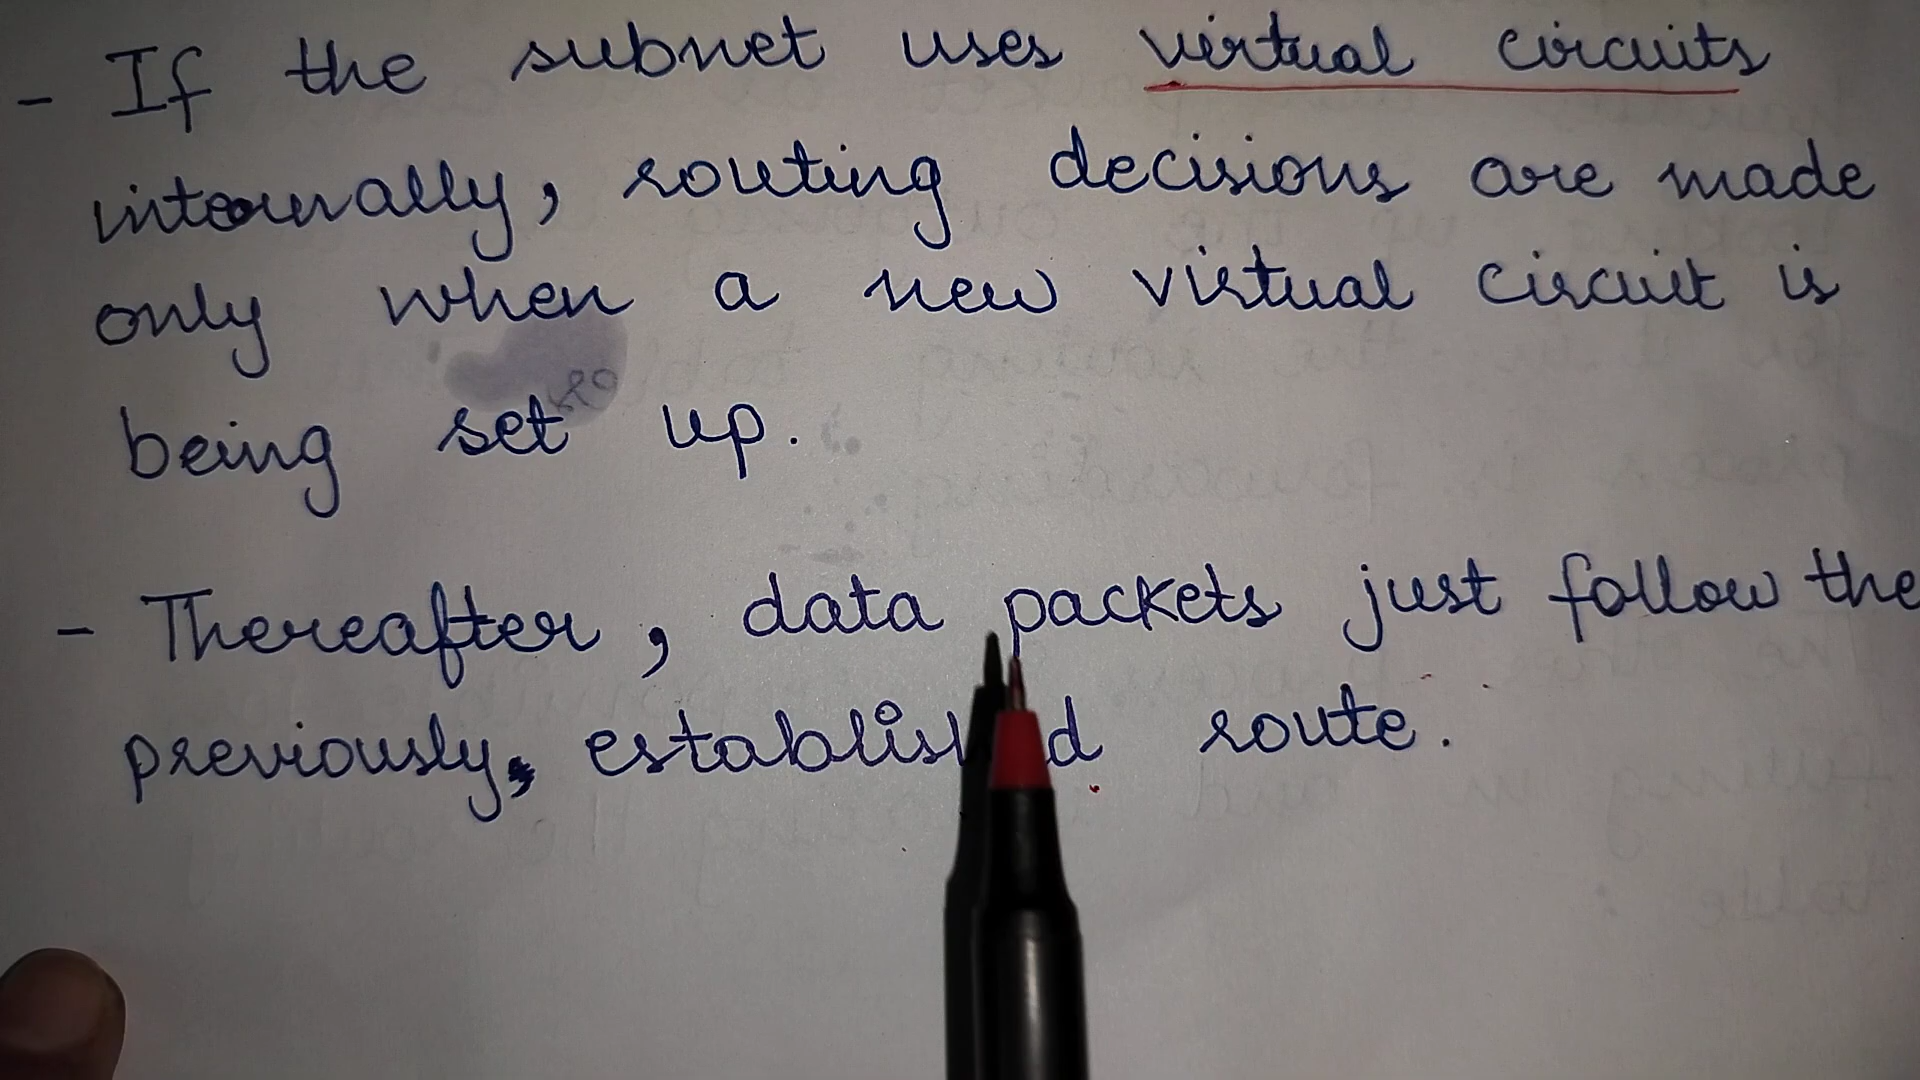 - If the subnet uses virtual circuits
internally, routing decisions are made
only when a new virtual circuit is
being set up.
- Thereafter, data packets just follow the
previously, established route.